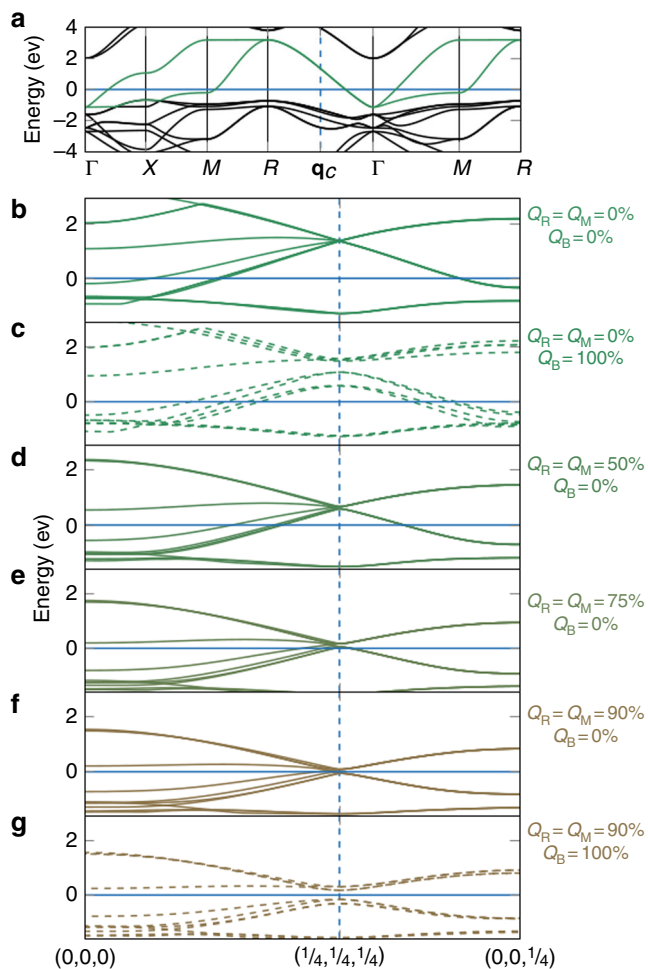 a
4
2
0
−2
−4
Energy (ev)
Γ X M R qc Γ M R
b
2
0
Q_R = Q_M = 0%
Q_B = 0%
c
2
0
Q_R = Q_M = 0%
Q_B = 100%
d
2
0
Q_R = Q_M = 50%
Q_B = 0%
Energy (ev)
e
2
0
Q_R = Q_M = 75%
Q_B = 0%
f
2
0
Q_R = Q_M = 90%
Q_B = 0%
g
2
0
Q_R = Q_M = 90%
Q_B = 100%
(0,0,0) (1/4,1/4,1/4) (0,0,1/4)